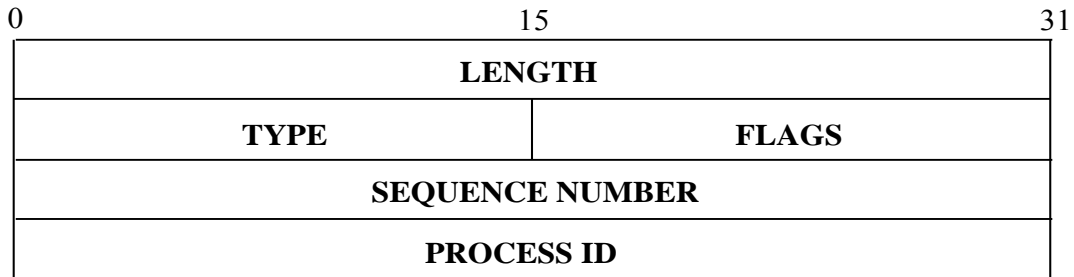 0 15 31
LENGTH
TYPE FLAGS
SEQUENCE NUMBER
PROCESS ID